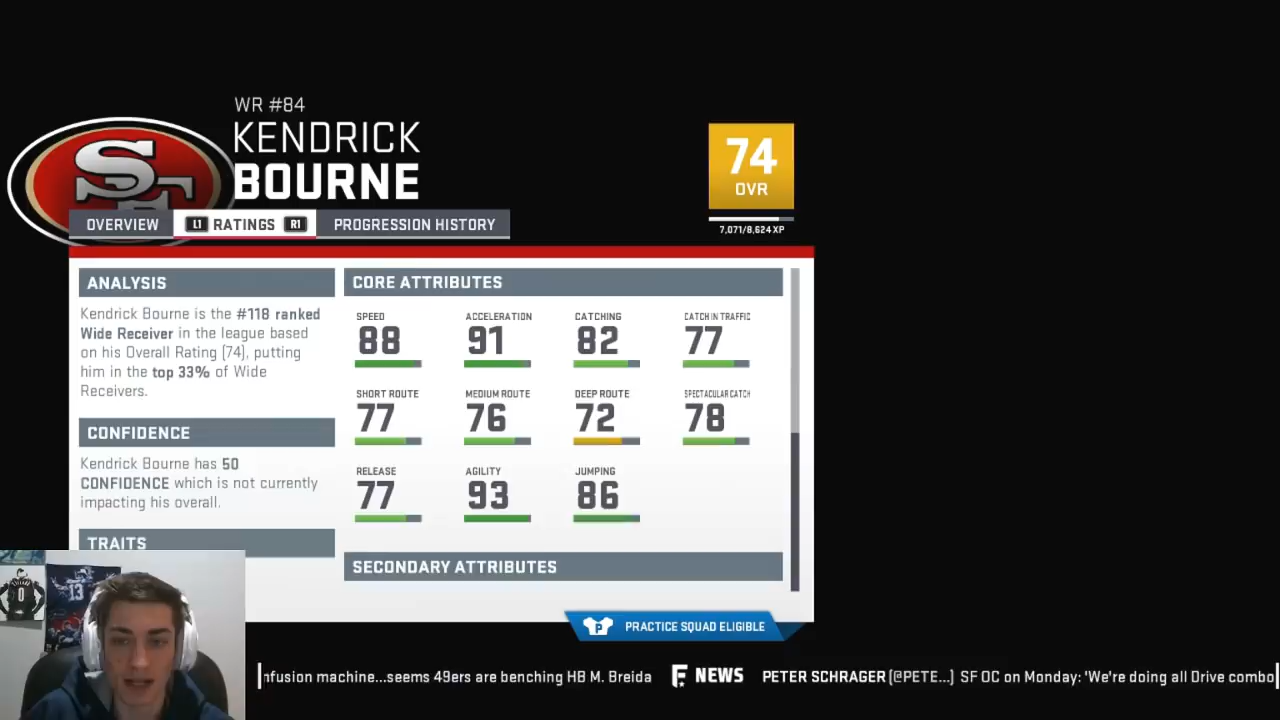 WR #84
KENDRICK
BOURNE
74
OVR
7,071/8,624 XP
OVERVIEW
L1 RATINGS R1
PROGRESSION HISTORY
ANALYSIS
Kendrick Bourne is the #118 ranked
Wide Receiver in the league based
on his Overall Rating (74), putting
him in the top 33% of Wide
Receivers.
CONFIDENCE
Kendrick Bourne has 50
CONFIDENCE which is not currently
impacting his overall.
TRAITS
CORE ATTRIBUTES
SPEED ACCELERATION CATCHING CATCH IN TRAFFIC
88 91 82 77
SHORT ROUTE MEDIUM ROUTE DEEP ROUTE SPECTACULAR CATCH
77 76 72 78
RELEASE AGILITY JUMPING
77 93 86
SECONDARY ATTRIBUTES
P PRACTICE SQUAD ELIGIBLE
SF
0
13
nfusion machine...seems 49ers are benching HB M. Breida F NEWS PETER SCHRAGER (@PETE...) SF OC on Monday: 'We're doing all Drive combo